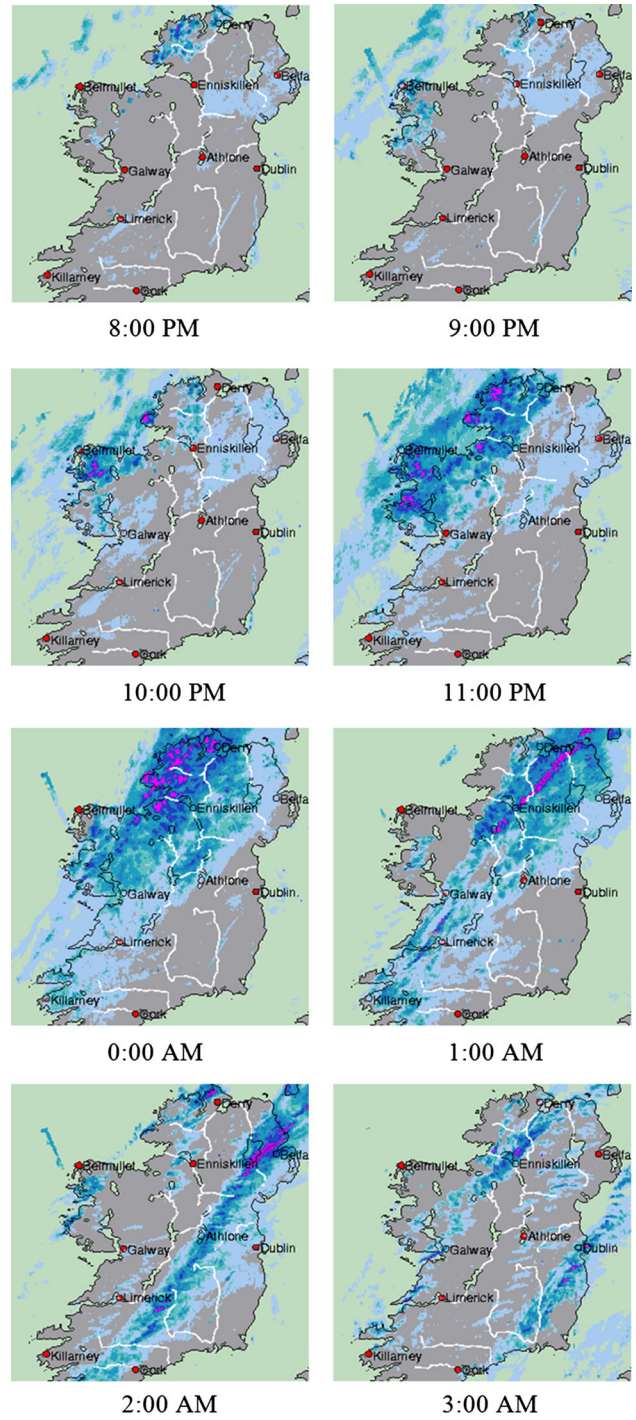 Derry Derry
Belmullet Enniskillen Belfa Belmullet Enniskillen Belfa
Galway Athlone Dublin Galway Athlone Dublin
Limerick Limerick
Killarney Cork Killarney Cork
8:00 PM 9:00 PM
Derry Derry
Belmullet Enniskillen Belfa Belmullet Enniskillen Belfa
Galway Athlone Dublin Galway Athlone Dublin
Limerick Limerick
Killarney Cork Killarney Cork
10:00 PM 11:00 PM
Derry Derry
Belmullet Enniskillen Belfa Belmullet Enniskillen Belfa
Galway Athlone Dublin Galway Athlone Dublin
Limerick Limerick
Killarney Cork Killarney Cork
0:00 AM 1:00 AM
Derry Derry
Belmullet Enniskillen Belfa Belmullet Enniskillen Belfa
Galway Athlone Dublin Galway Athlone Dublin
Limerick Limerick
Killarney Cork Killarney Cork
2:00 AM 3:00 AM